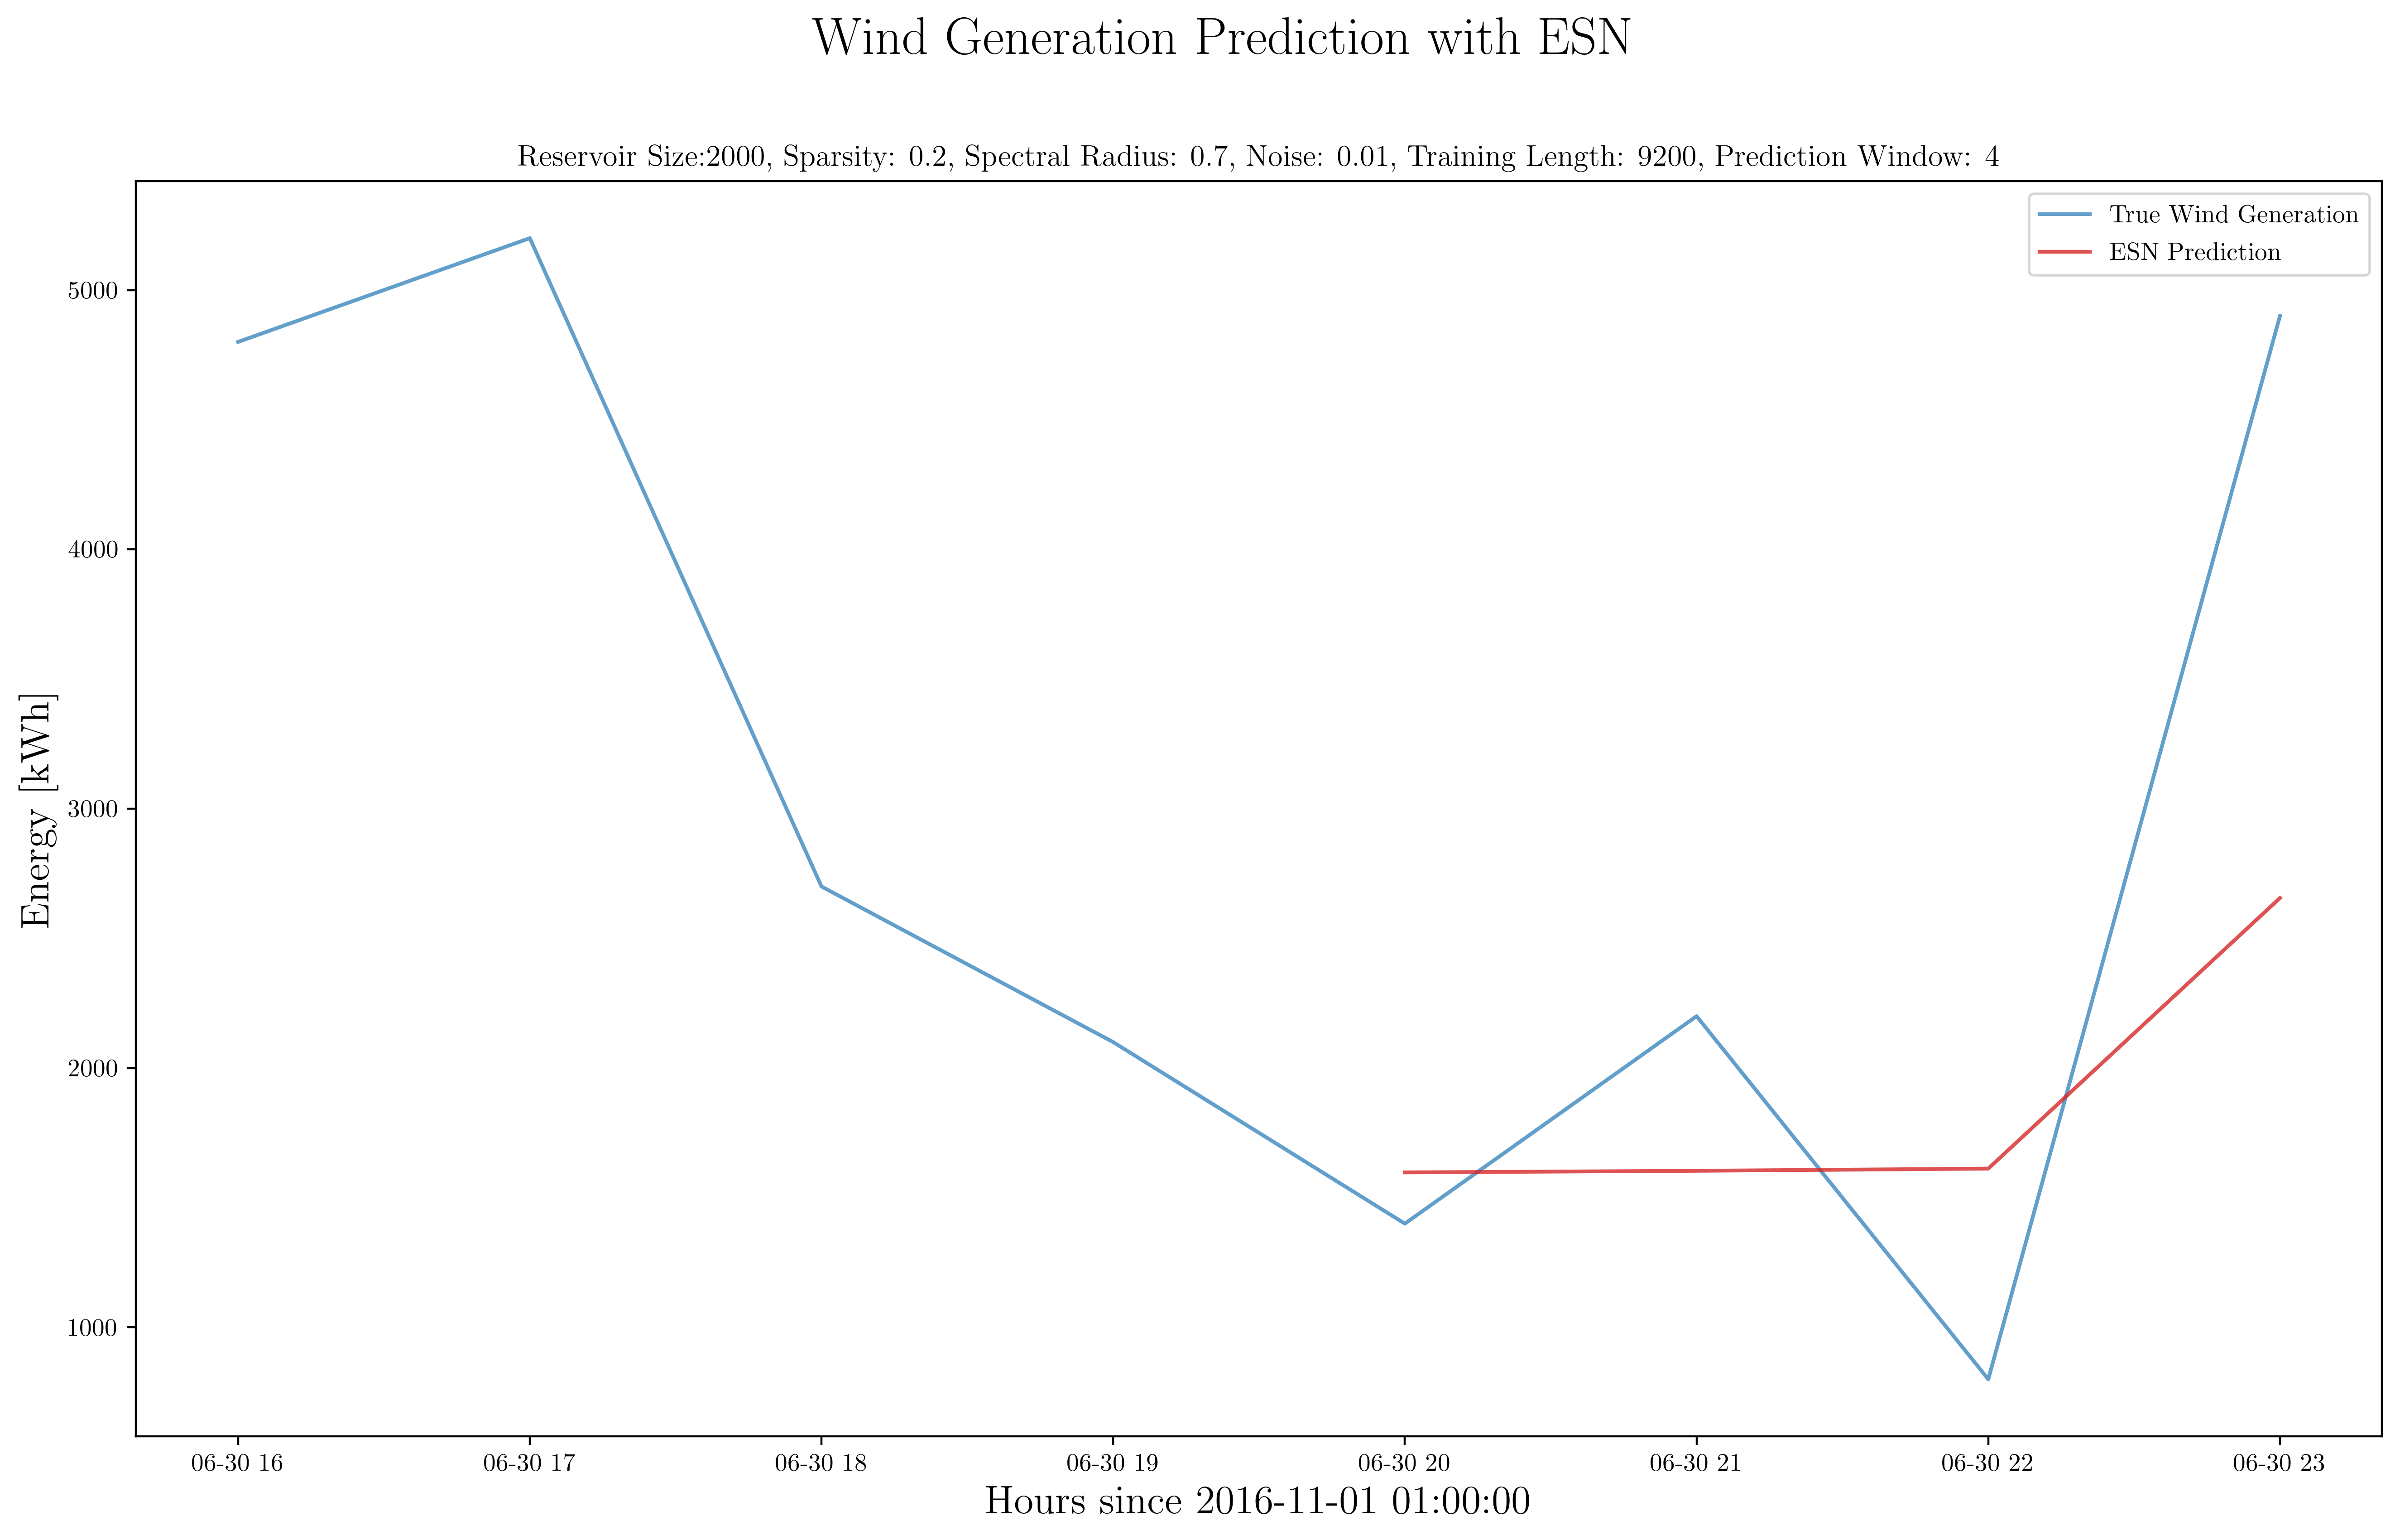 Wind Generation Prediction with ESN
Reservoir Size:2000, Sparsity: 0.2, Spectral Radius: 0.7, Noise: 0.01, Training Length: 9200, Prediction Window: 4
True Wind Generation
ESN Prediction
5000
4000
3000
2000
1000
Energy [kWh]
06-30 16
06-30 17
06-30 18
06-30 19
06-30 20
06-30 21
06-30 22
06-30 23
Hours since 2016-11-01 01:00:00